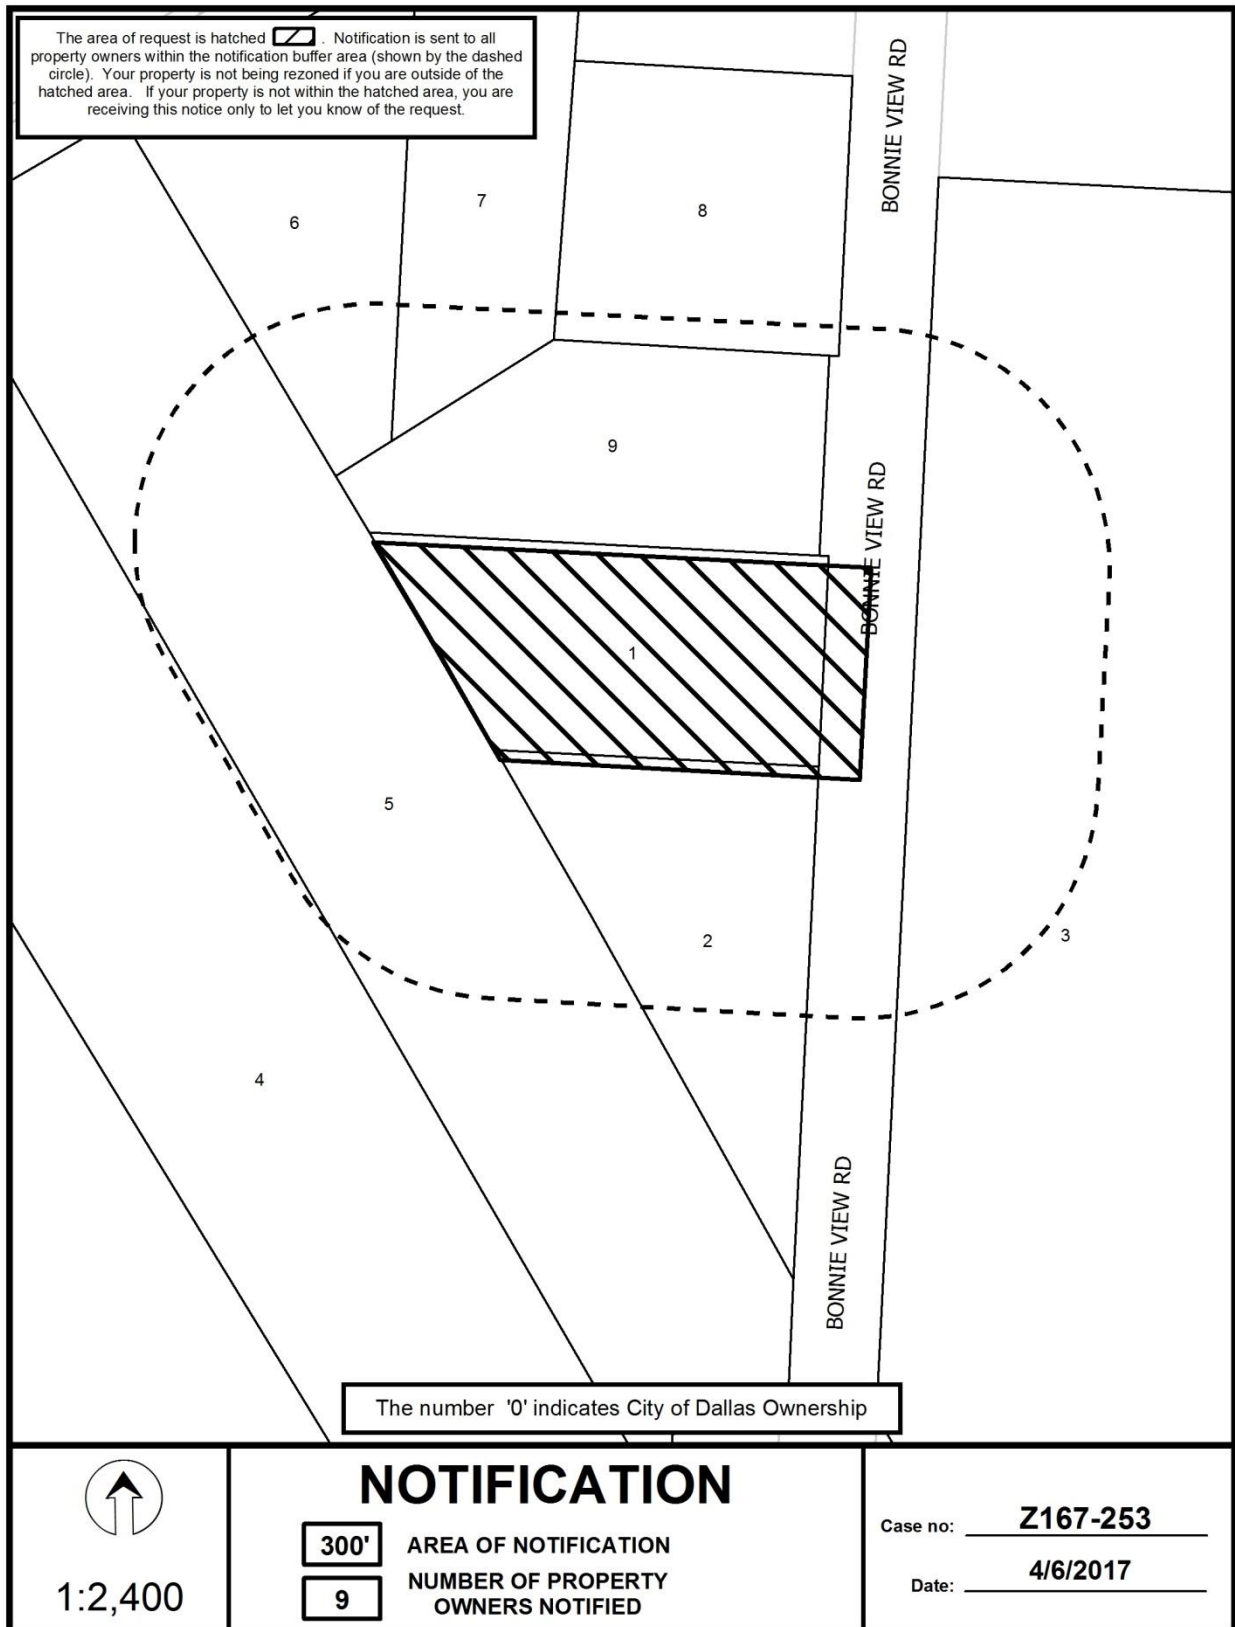 The area of request is hatched . Notification is sent to all
property owners within the notification buffer area (shown by the dashed
circle). Your property is not being rezoned if you are outside of the
hatched area. If your property is not within the hatched area, you are
receiving this notice only to let you know of the request.
BONNIE VIEW RD
7
8
6
9
BONNIE VIEW RD
1
5
2
3
4
BONNIE VIEW RD
The number '0' indicates City of Dallas Ownership
1:2,400
NOTIFICATION
300' AREA OF NOTIFICATION
9 NUMBER OF PROPERTY
OWNERS NOTIFIED
Case no: Z167-253
Date: 4/6/2017